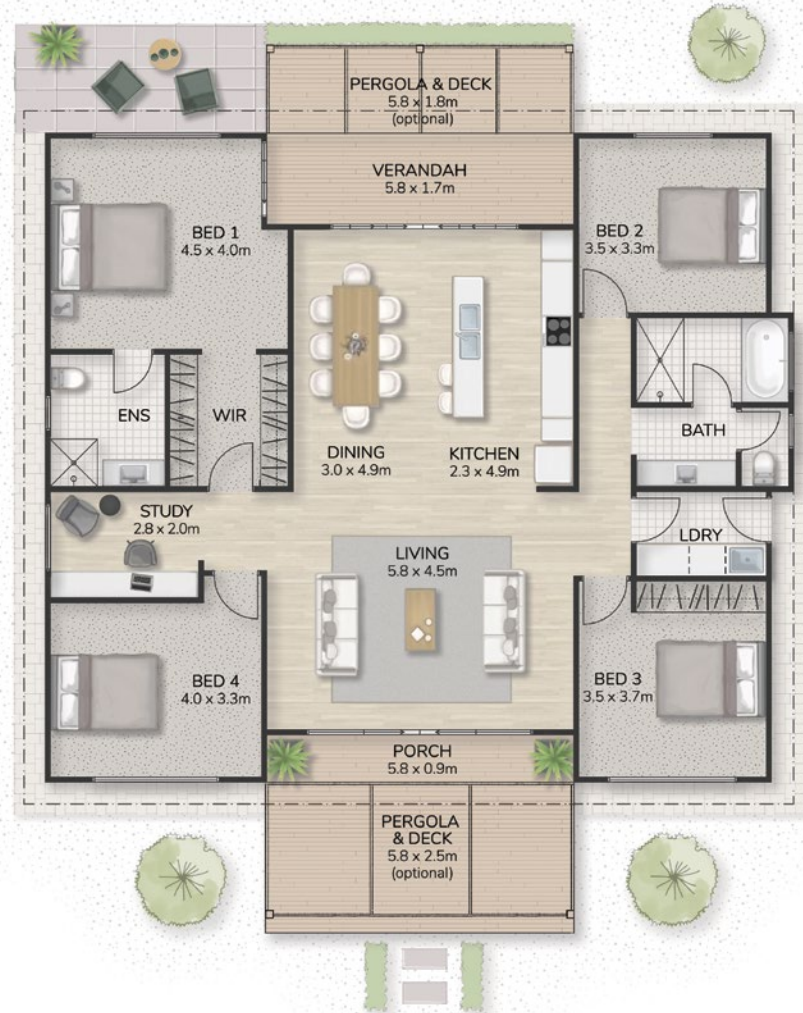 PERGOLA & DECK
5.8 x 1.8m
(optional)
VERANDAH
5.8 x 1.7m
BED 1
4.5 x 4.0m
BED 2
3.5 x 3.3m
ENS
WIR
DINING
3.0 x 4.9m
KITCHEN
2.3 x 4.9m
BATH
STUDY
2.8 x 2.0m
LDRY
LIVING
5.8 x 4.5m
BED 4
4.0 x 3.3m
BED 3
3.5 x 3.7m
PORCH
5.8 x 0.9m
PERGOLA
& DECK
5.8 x 2.5m
(optional)